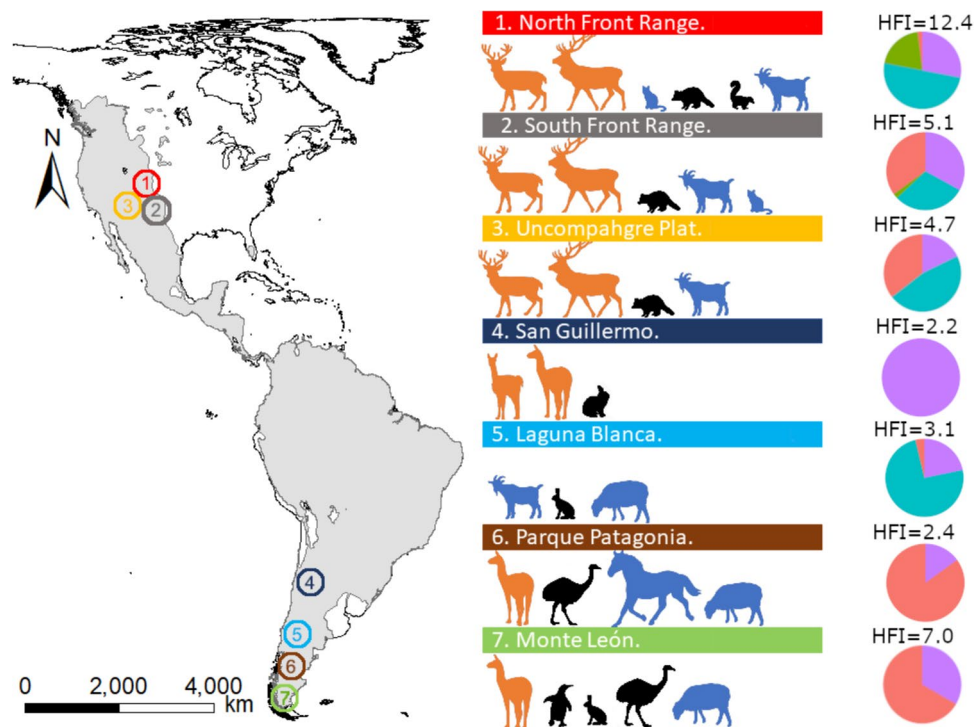 N
1
3
2
4
5
6
7
0 2,000 4,000
km
1. North Front Range.
HFI=12.4
2. South Front Range.
HFI=5.1
3. Uncompahgre Plat.
HFI=4.7
4. San Guillermo.
HFI=2.2
5. Laguna Blanca.
HFI=3.1
6. Parque Patagonia.
HFI=2.4
7. Monte León.
HFI=7.0